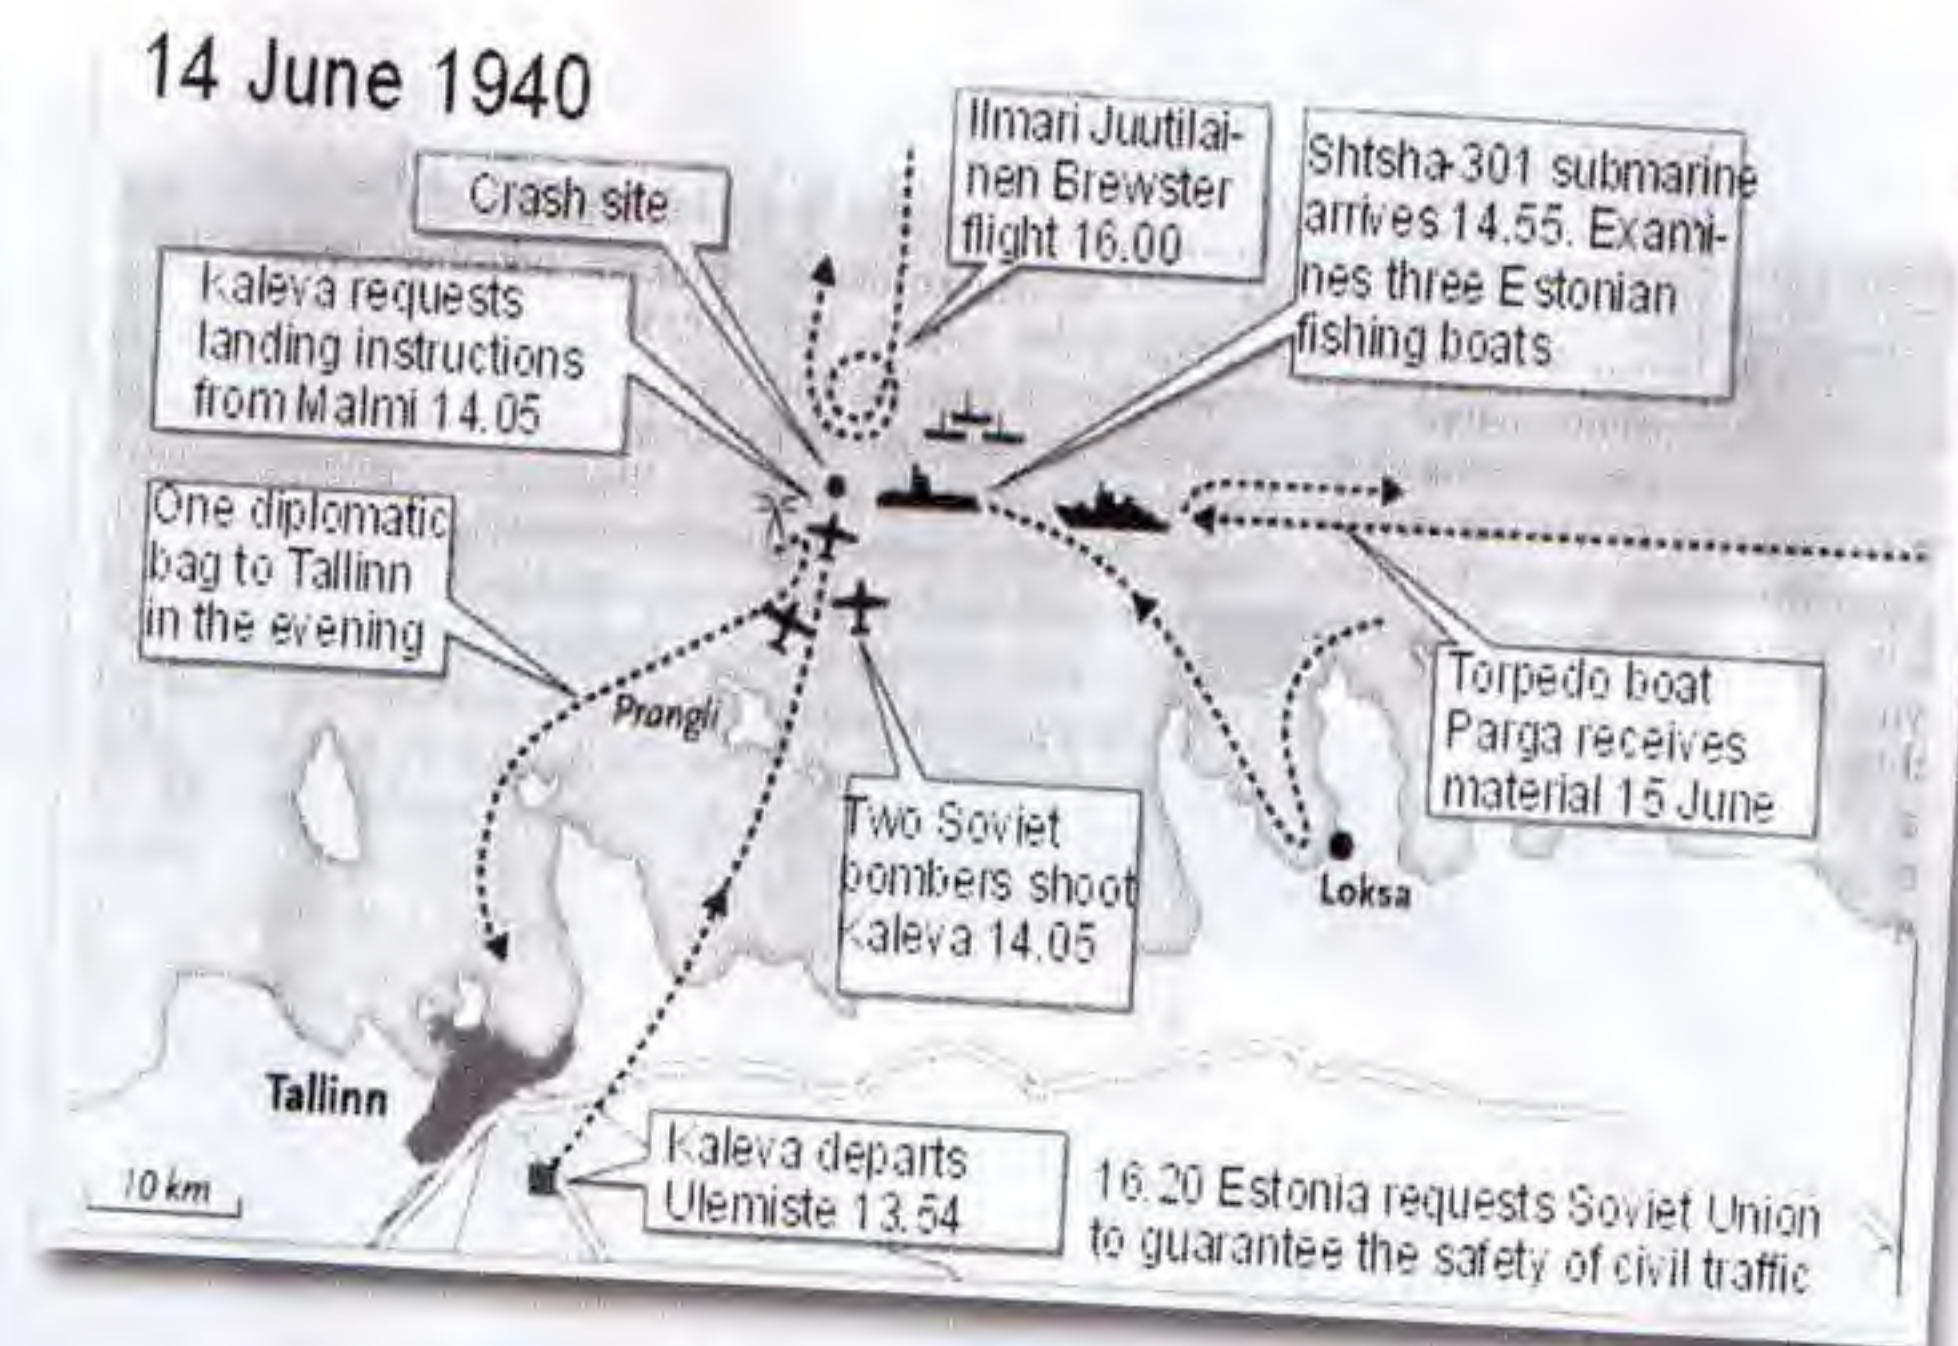 14 June 1940
Crash site
Ilmari Juutilai-
nen Brewster
flight 16.00
Shtsha-301 submarine
arrives 14.55. Exami-
nes three Estonian
fishing boats
Kaleva requests
landing instructions
from Malmi 14.05
One diplomatic
bag to Tallinn
in the evening
Prangli
Torpedo boat
Parga receives
material 15 June
Two Soviet
bombers shoot
Kaleva 14.05
Loksa
Tallinn
10 km
Kaleva departs
Ulemiste 13.54
16.20 Estonia requests Soviet Union
to guarantee the safety of civil traffic